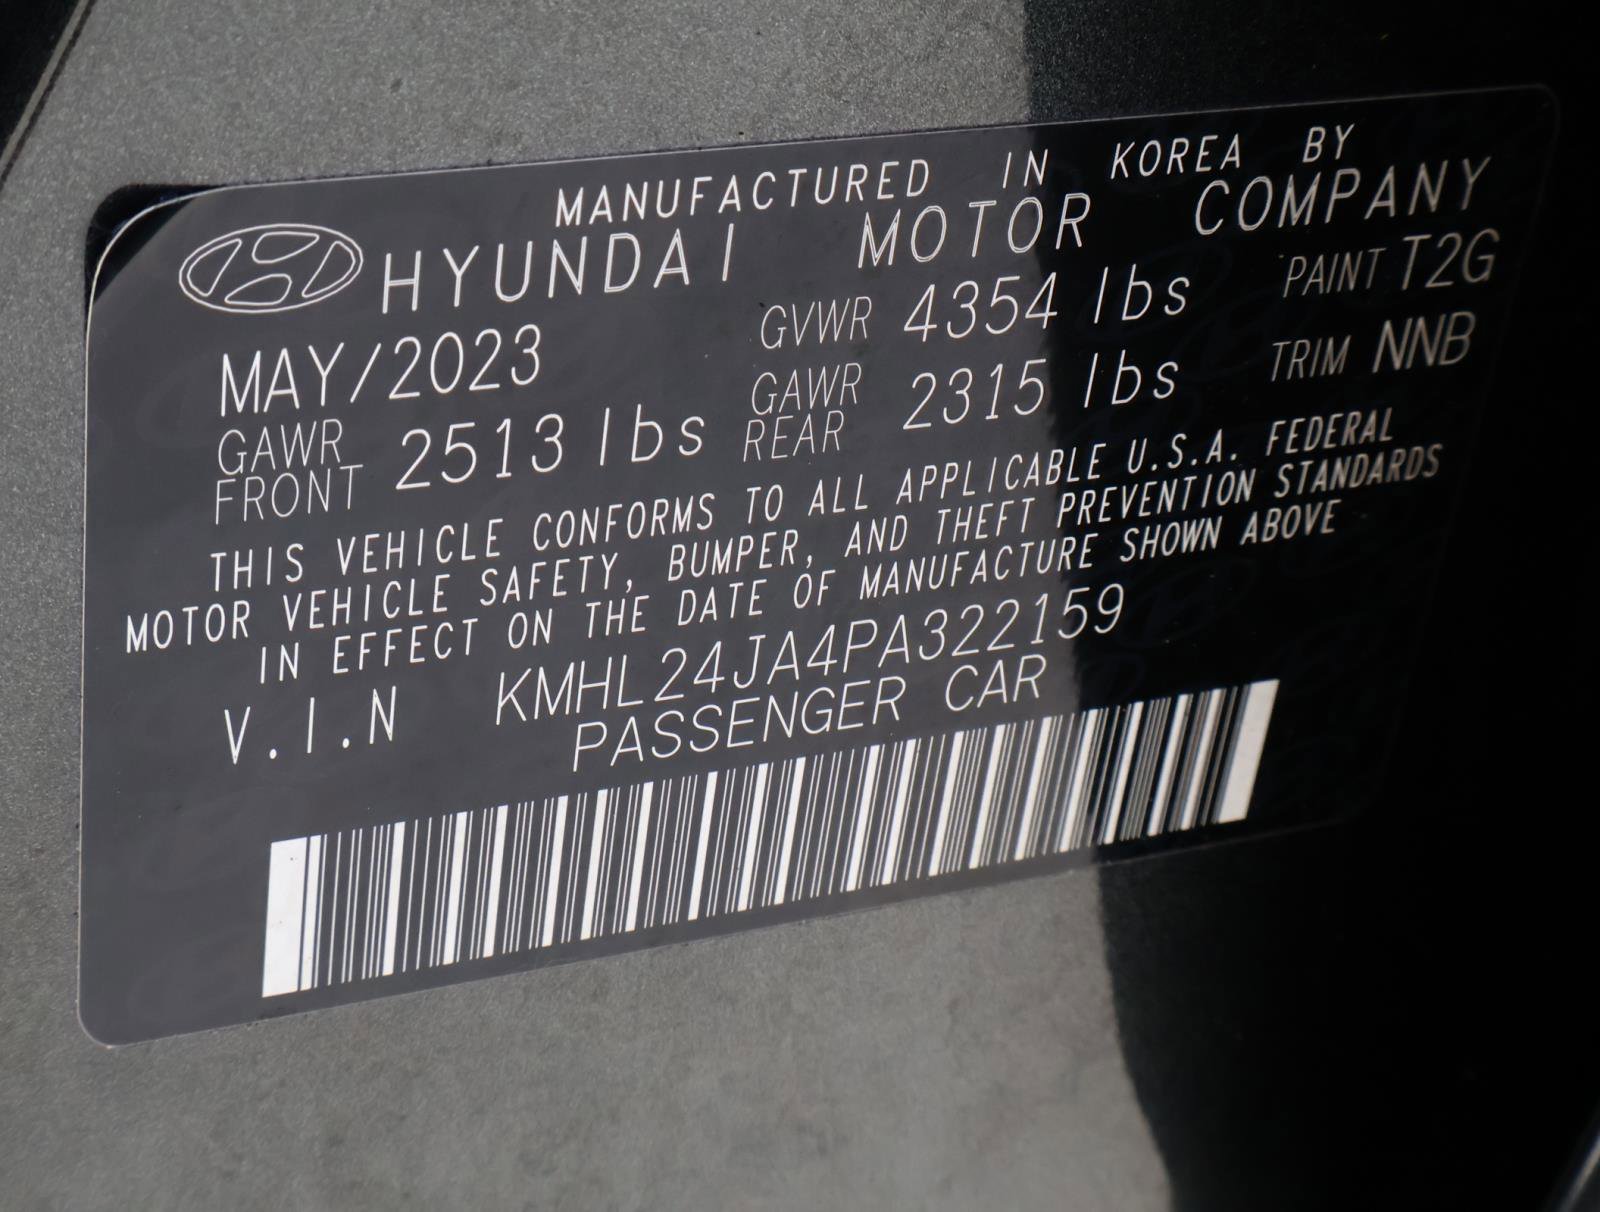 MANUFACTURED IN KOREA BY
HYUNDAI MOTOR COMPANY
MAY/2023 GVWR 4354 lbs PAINT T2G
GAWR FRONT 2513 lbs GAWR REAR 2315 lbs TRIM NNB
THIS VEHICLE CONFORMS TO ALL APPLICABLE U.S.A. FEDERAL
MOTOR VEHICLE SAFETY, BUMPER, AND THEFT PREVENTION STANDARDS
IN EFFECT ON THE DATE OF MANUFACTURE SHOWN ABOVE
V.I.N KMHL24JA4PA322159
PASSENGER CAR